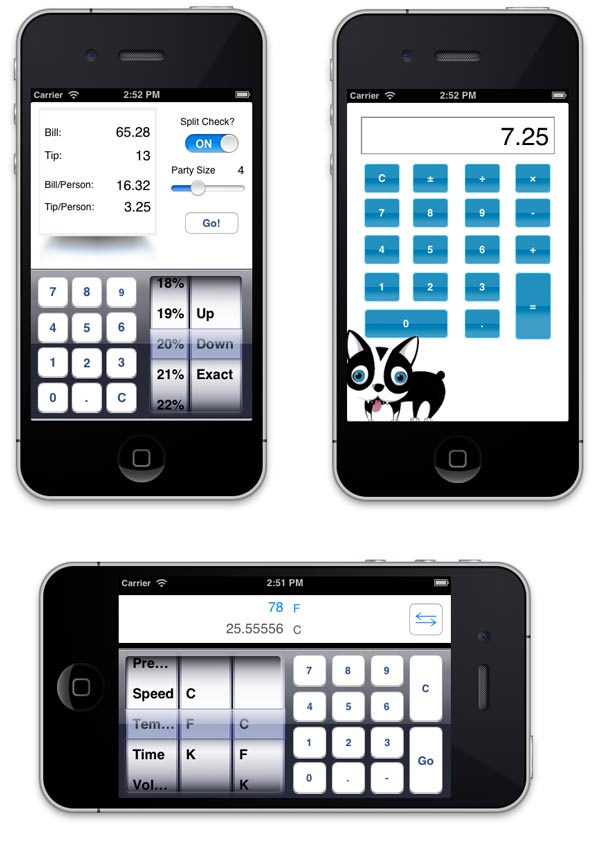 Carrier 2:52 PM
Bill: 65.28
Tip: 13
Bill/Person: 16.32
Tip/Person: 3.25
Split Check?
ON
Party Size 4
Go!
7 8 9
4 5 6
1 2 3
0 . C
18%
19% Up
20% Down
21% Exact
22%
Carrier 2:52 PM
7.25
C ± ÷ ×
7 8 9 -
4 5 6 +
1 2 3 =
0 .
Carrier 2:51 PM
78 F
25.55556 C
Pre...
Speed C
Tem... F C
Time K F
Vol... K
7 8 9 C
4 5 6
1 2 3 Go
0 . -